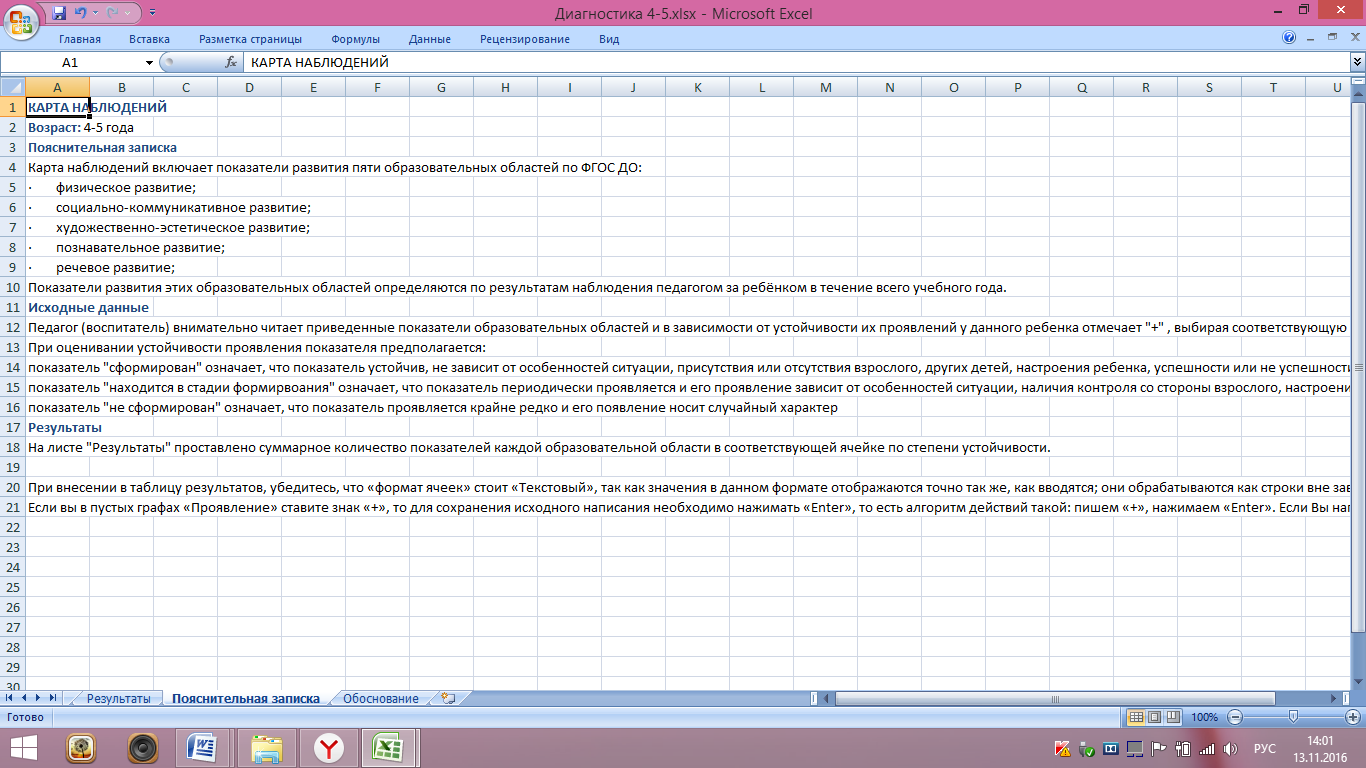 Диагностика 4-5.xlsx - Microsoft Excel
Главная Вставка Разметка страницы Формулы Данные Рецензирование Вид
A1 fx КАРТА НАБЛЮДЕНИЙ
A B C D E F G H I J K L M N O P Q R S T U
1 КАРТА НАБЛЮДЕНИЙ
2 Возраст: 4-5 года
3 Пояснительная записка
4 Карта наблюдений включает показатели развития пяти образовательных областей по ФГОС ДО:
5 · физическое развитие;
6 · социально-коммуникативное развитие;
7 · художественно-эстетическое развитие;
8 · познавательное развитие;
9 · речевое развитие;
10 Показатели развития этих образовательных областей определяются по результатам наблюдения педагогом за ребёнком в течение всего учебного года.
11 Исходные данные
12 Педагог (воспитатель) внимательно читает приведенные показатели образовательных областей и в зависимости от устойчивости их проявлений у данного ребенка отмечает "+" , выбирая соответствующую
13 При оценивании устойчивости проявления показателя предполагается:
14 показатель "сформирован" означает, что показатель устойчив, не зависит от особенностей ситуации, присутствия или отсутствия взрослого, других детей, настроения ребенка, успешности или не успешности
15 показатель "находится в стадии формирвоания" означает, что показатель периодически проявляется и его проявление зависит от особенностей ситуации, наличия контроля со стороны взрослого, настроени
16 показатель "не сформирован" означает, что показатель проявляется крайне редко и его появление носит случайный характер
17 Результаты
18 На листе "Результаты" проставлено суммарное количество показателей каждой образовательной области в соответствующей ячейке по степени устойчивости.
19
20 При внесении в таблицу результатов, убедитесь, что «формат ячеек» стоит «Текстовый», так как значения в данном формате отображаются точно так же, как вводятся; они обрабатываются как строки вне зав
21 Если вы в пустых графах «Проявление» ставите знак «+», то для сохранения исходного написания необходимо нажимать «Enter», то есть алгоритм действий такой: пишем «+», нажимаем «Enter». Если Вы нап
22
23
24
25
26
27
28
29
30
Результаты Пояснительная записка Обоснование
Готово 100%
РУС 14:01
13.11.2016